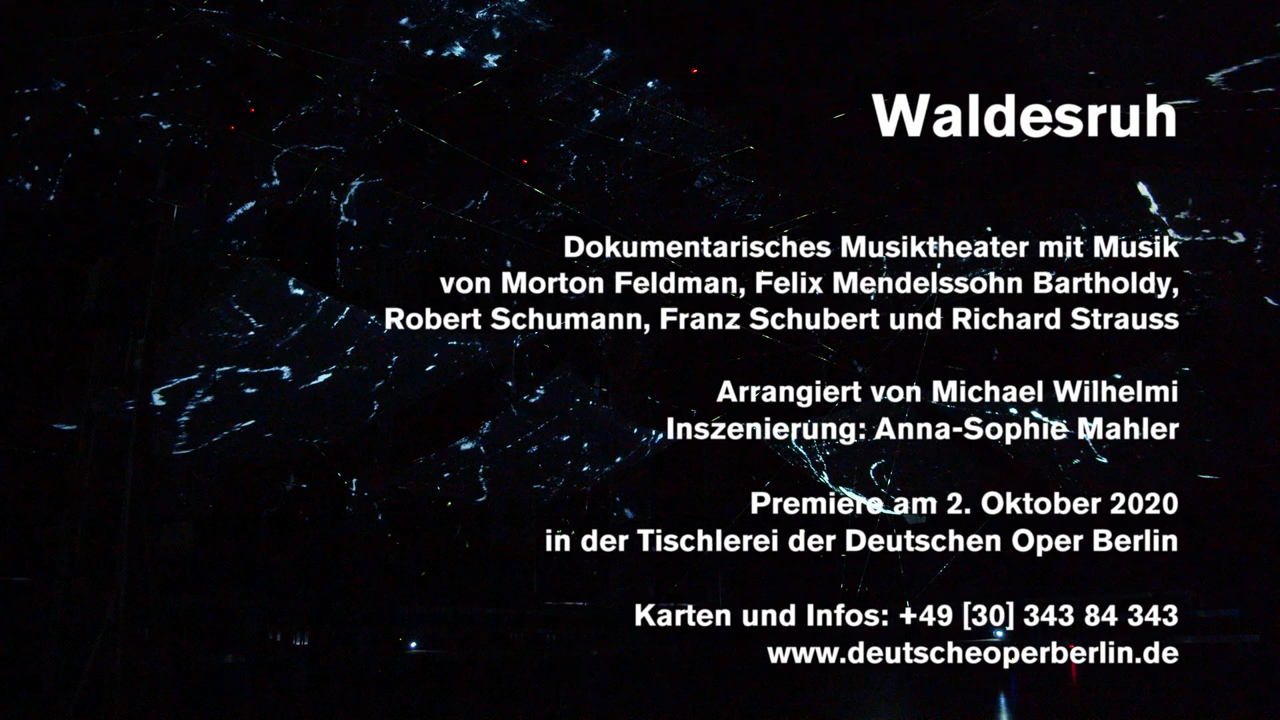 Waldesruh
Dokumentarisches Musiktheater mit Musik
von Morton Feldman, Felix Mendelssohn Bartholdy,
Robert Schumann, Franz Schubert und Richard Strauss
Arrangiert von Michael Wilhelmi
Inszenierung: Anna-Sophie Mahler
Premiere am 2. Oktober 2020
in der Tischlerei der Deutschen Oper Berlin
Karten und Infos: +49 [30] 343 84 343
www.deutscheoperberlin.de